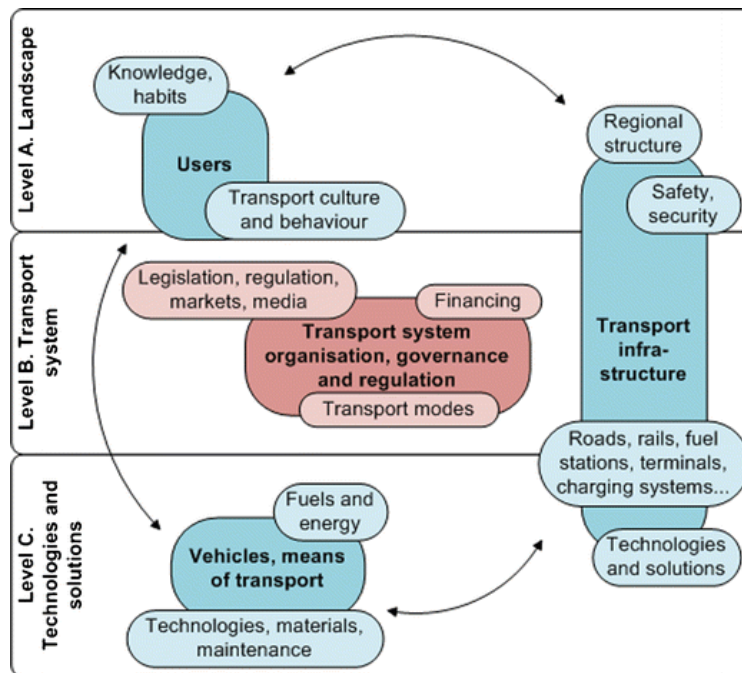 Level A. Landscape
Knowledge,
habits
Users
Transport culture
and behaviour
Regional
structure
Safety,
security
Level B. Transport
system
Legislation, regulation,
markets, media
Financing
Transport system
organisation, governance
and regulation
Transport modes
Transport
infra-
structure
Roads, rails, fuel
stations, terminals,
charging systems...
Level C.
Technologies and
solutions
Fuels and
energy
Vehicles, means
of transport
Technologies, materials,
maintenance
Technologies
and solutions